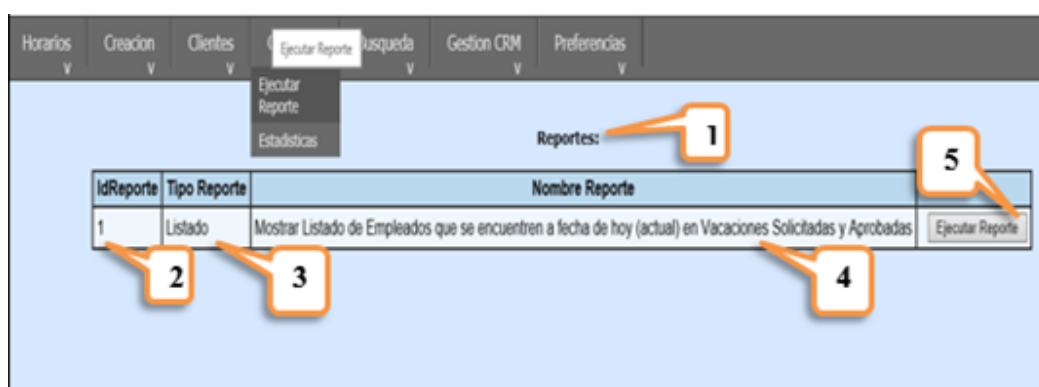 Horarios Creacion Clientes Busqueda Gestion CRM Preferencias
Ejecutar Reporte
V V V V V
Ejecutar
Reporte
Estadisticas
Reportes:
1
5
IdReporte Tipo Reporte Nombre Reporte
1 Listado Mostrar Listado de Empleados que se encuentren a fecha de hoy (actual) en Vacaciones Solicitadas y Aprobadas Ejecutar Reporte
2
3
4